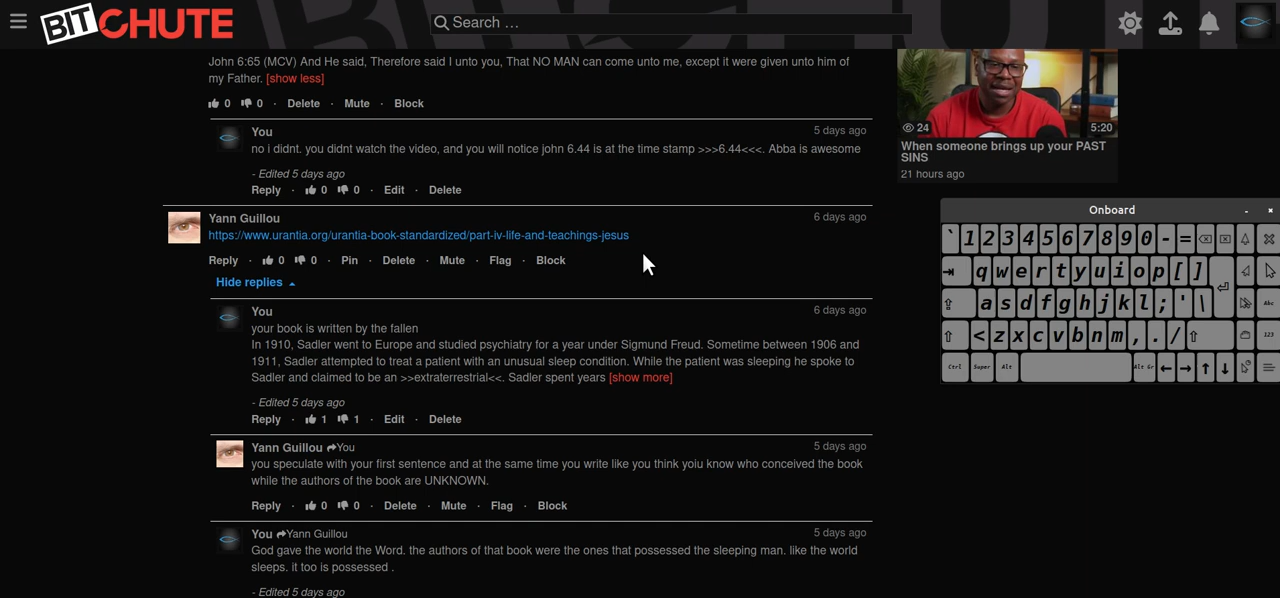 BITCHUTE
Search …
John 6:65 (MCV) And He said, Therefore said I unto you, That NO MAN can come unto me, except it were given unto him of
my Father. [show less]
0 0 · Delete · Mute · Block
You 5 days ago
no i didnt. you didnt watch the video, and you will notice john 6.44 is at the time stamp >>>6.44<<<. Abba is awesome
- Edited 5 days ago
Reply · 0 0 · Edit · Delete
Yann Guillou 6 days ago
https://www.urantia.org/urantia-book-standardized/part-iv-life-and-teachings-jesus
Reply · 0 0 · Pin · Delete · Mute · Flag · Block
Hide replies
You 6 days ago
your book is written by the fallen
In 1910, Sadler went to Europe and studied psychiatry for a year under Sigmund Freud. Sometime between 1906 and
1911, Sadler attempted to treat a patient with an unusual sleep condition. While the patient was sleeping he spoke to
Sadler and claimed to be an >>extraterrestrial<<. Sadler spent years [show more]
- Edited 5 days ago
Reply · 1 1 · Edit · Delete
Yann Guillou You 5 days ago
you speculate with your first sentence and at the same time you write like you think yoiu know who conceived the book
while the authors of the book are UNKNOWN.
Reply · 0 0 · Delete · Mute · Flag · Block
You Yann Guillou 5 days ago
God gave the world the Word. the authors of that book were the ones that possessed the sleeping man. like the world
sleeps. it too is possessed .
- Edited 5 days ago
24 5:20
When someone brings up your PAST
SINS
21 hours ago
Onboard - ×
` 1 2 3 4 5 6 7 8 9 0 - =
q w e r t y u i o p [ ]
a s d f g h j k l ; ' \ Abc
< z x c v b n m , . / 123
Ctrl Super Alt Alt Gr ← → ↑ ↓